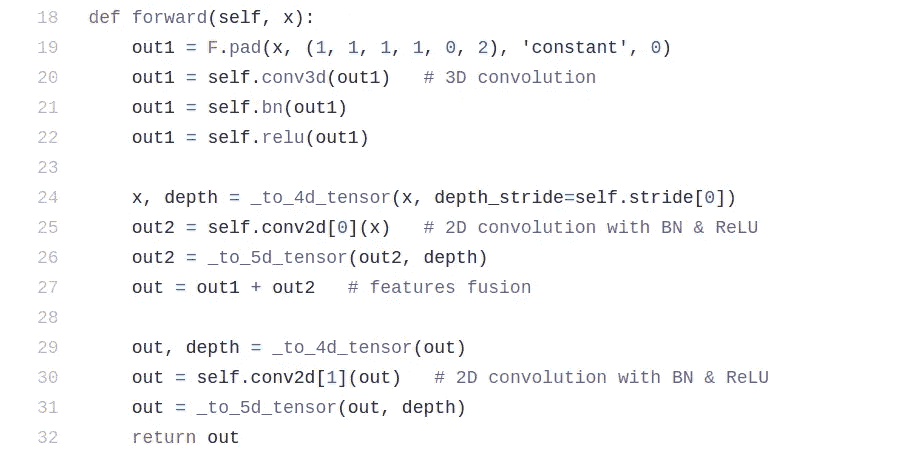 18 def forward(self, x):
19 out1 = F.pad(x, (1, 1, 1, 1, 0, 2), 'constant', 0)
20 out1 = self.conv3d(out1) # 3D convolution
21 out1 = self.bn(out1)
22 out1 = self.relu(out1)
23
24 x, depth = _to_4d_tensor(x, depth_stride=self.stride[0])
25 out2 = self.conv2d[0](x) # 2D convolution with BN & ReLU
26 out2 = _to_5d_tensor(out2, depth)
27 out = out1 + out2 # features fusion
28
29 out, depth = _to_4d_tensor(out)
30 out = self.conv2d[1](out) # 2D convolution with BN & ReLU
31 out = _to_5d_tensor(out, depth)
32 return out